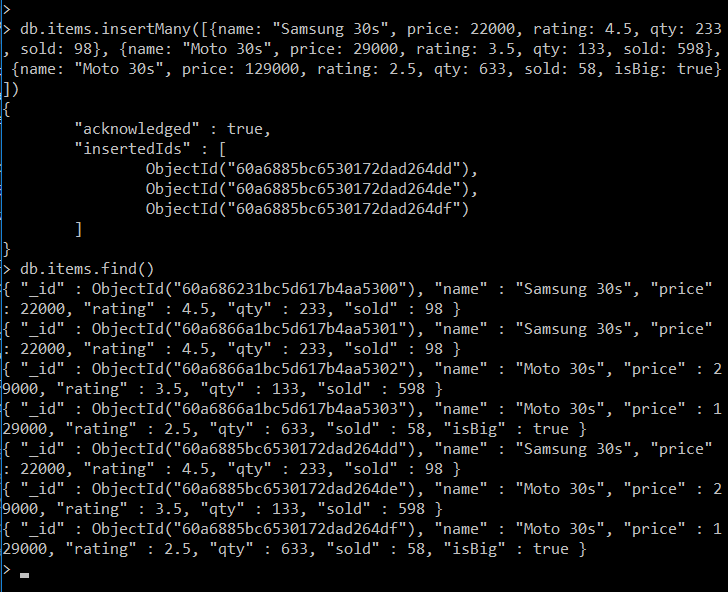 >
> db.items.insertMany([{name: "Samsung 30s", price: 22000, rating: 4.5, qty: 233
, sold: 98}, {name: "Moto 30s", price: 29000, rating: 3.5, qty: 133, sold: 598},
 {name: "Moto 30s", price: 129000, rating: 2.5, qty: 633, sold: 58, isBig: true}
])
{
        "acknowledged" : true,
        "insertedIds" : [
                ObjectId("60a6885bc6530172dad264dd"),
                ObjectId("60a6885bc6530172dad264de"),
                ObjectId("60a6885bc6530172dad264df")
        ]
}
> db.items.find()
{ "_id" : ObjectId("60a686231bc5d617b4aa5300"), "name" : "Samsung 30s", "price"
: 22000, "rating" : 4.5, "qty" : 233, "sold" : 98 }
{ "_id" : ObjectId("60a6866a1bc5d617b4aa5301"), "name" : "Samsung 30s", "price"
: 22000, "rating" : 4.5, "qty" : 233, "sold" : 98 }
{ "_id" : ObjectId("60a6866a1bc5d617b4aa5302"), "name" : "Moto 30s", "price" : 2
9000, "rating" : 3.5, "qty" : 133, "sold" : 598 }
{ "_id" : ObjectId("60a6866a1bc5d617b4aa5303"), "name" : "Moto 30s", "price" : 1
29000, "rating" : 2.5, "qty" : 633, "sold" : 58, "isBig" : true }
{ "_id" : ObjectId("60a6885bc6530172dad264dd"), "name" : "Samsung 30s", "price"
: 22000, "rating" : 4.5, "qty" : 233, "sold" : 98 }
{ "_id" : ObjectId("60a6885bc6530172dad264de"), "name" : "Moto 30s", "price" : 2
9000, "rating" : 3.5, "qty" : 133, "sold" : 598 }
{ "_id" : ObjectId("60a6885bc6530172dad264df"), "name" : "Moto 30s", "price" : 1
29000, "rating" : 2.5, "qty" : 633, "sold" : 58, "isBig" : true }
>